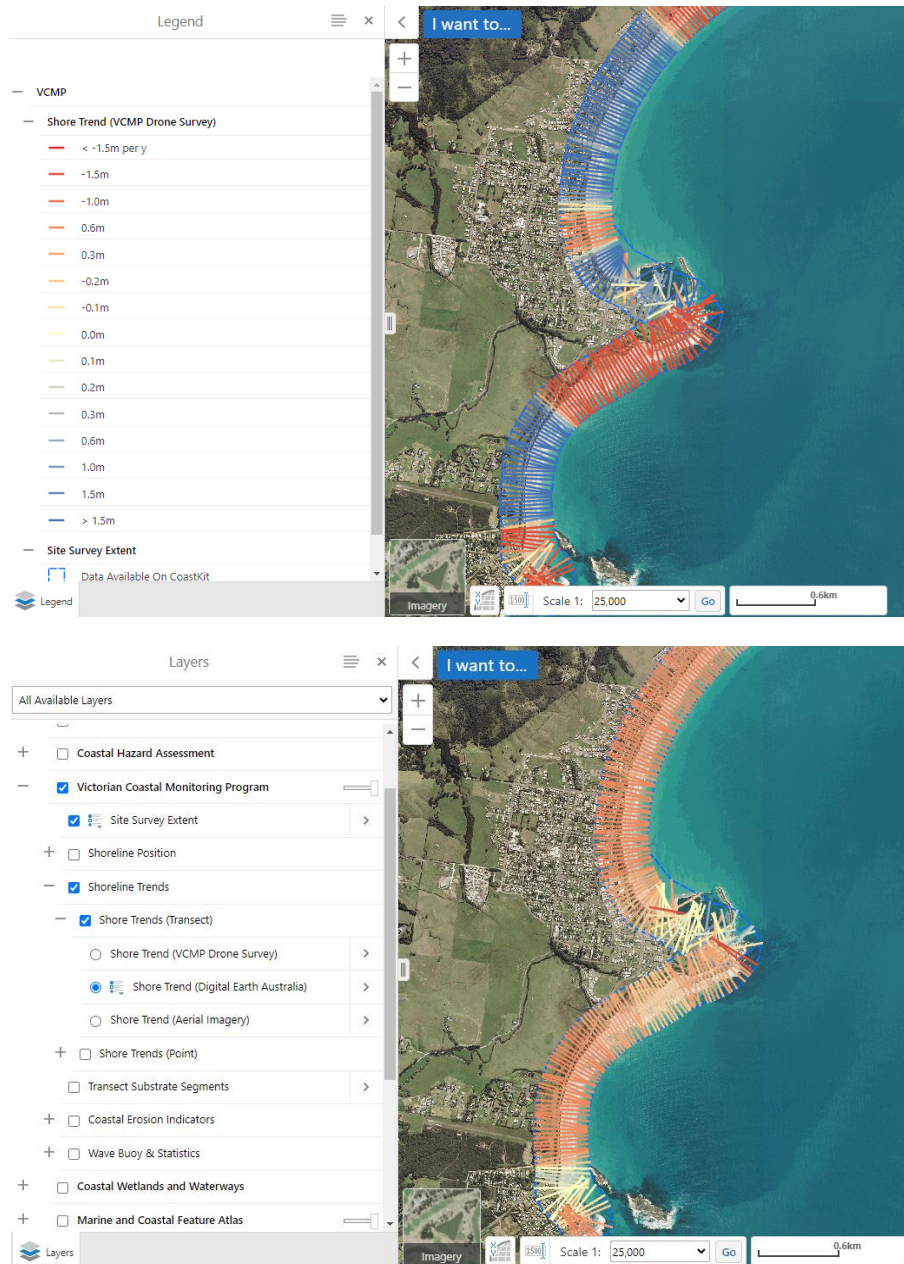 Legend
I want to...
VCMP
Shore Trend (VCMP Drone Survey)
< -1.5m per y
-1.5m
-1.0m
0.6m
0.3m
-0.2m
-0.1m
0.0m
0.1m
0.2m
0.3m
0.6m
1.0m
1.5m
> 1.5m
Site Survey Extent
Data Available On CoastKit
Legend
Imagery
1:500
Scale 1:
25,000
Go
0.6km
Layers
I want to...
All Available Layers
Coastal Hazard Assessment
Victorian Coastal Monitoring Program
Site Survey Extent
Shoreline Position
Shoreline Trends
Shore Trends (Transect)
Shore Trend (VCMP Drone Survey)
Shore Trend (Digital Earth Australia)
Shore Trend (Aerial Imagery)
Shore Trends (Point)
Transect Substrate Segments
Coastal Erosion Indicators
Wave Buoy & Statistics
Coastal Wetlands and Waterways
Marine and Coastal Feature Atlas
Layers
Imagery
1:500
Scale 1:
25,000
Go
0.6km